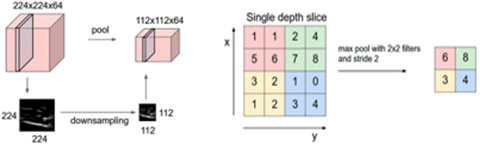 224x224x64
pool
112x112x64
224
224
downsampling
112
112
Single depth slice
x
1 1 2 4
5 6 7 8
3 2 1 0
1 2 3 4
y
max pool with 2x2 filters
and stride 2
6 8
3 4